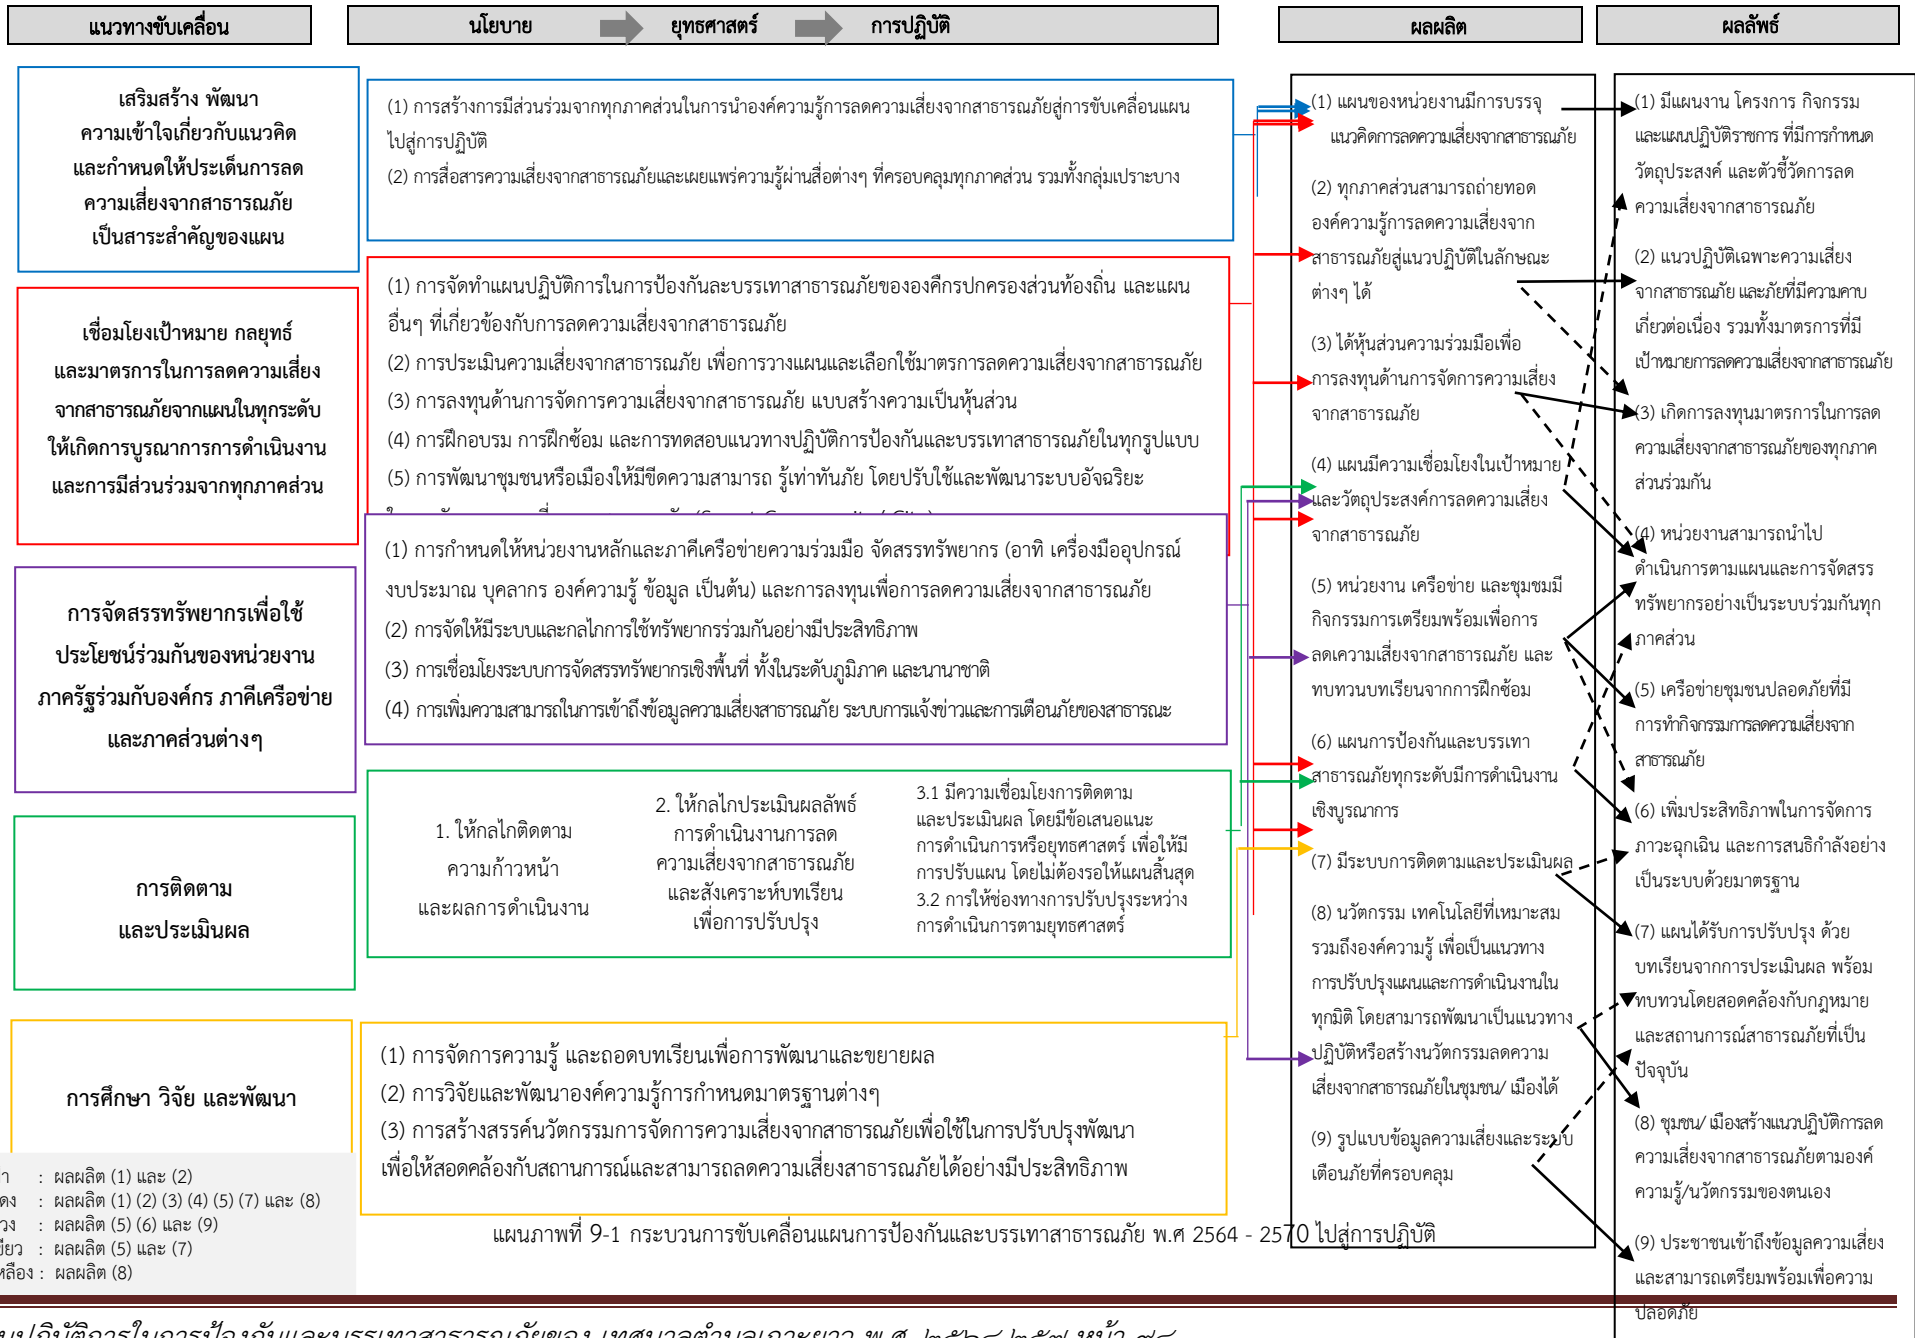 แนวทางขับเคลื่อน
นโยบาย
ยุทธศาสตร์
การปฏิบัติ
ผลผลิต
ผลลัพธ์
เสริมสร้าง พัฒนา
ความเข้าใจเกี่ยวกับแนวคิด
และกำหนดให้ประเด็นการลด
ความเสี่ยงจากสาธารณภัย
เป็นสาระสำคัญของแผน
(1) การสร้างการมีส่วนร่วมจากทุกภาคส่วนในการนำองค์ความรู้การลดความเสี่ยงจากสาธารณภัยสู่การขับเคลื่อนแผน
ไปสู่การปฏิบัติ
(2) การสื่อสารความเสี่ยงจากสาธารณภัยและเผยแพร่ความรู้ผ่านสื่อต่างๆ ที่ครอบคลุมทุกภาคส่วน รวมทั้งกลุ่มเปราะบาง
เชื่อมโยงเป้าหมาย กลยุทธ์
และมาตรการในการลดความเสี่ยง
จากสาธารณภัยจากแผนในทุกระดับ
ให้เกิดการบูรณาการการดำเนินงาน
และการมีส่วนร่วมจากทุกภาคส่วน
(1) การจัดทำแผนปฏิบัติการในการป้องกันละบรรเทาสาธารณภัยขององค์กรปกครองส่วนท้องถิ่น และแผน
อื่นๆ ที่เกี่ยวข้องกับการลดความเสี่ยงจากสาธารณภัย
(2) การประเมินความเสี่ยงจากสาธารณภัย เพื่อการวางแผนและเลือกใช้มาตรการลดความเสี่ยงจากสาธารณภัย
(3) การลงทุนด้านการจัดการความเสี่ยงจากสาธารณภัย แบบสร้างความเป็นหุ้นส่วน
(4) การฝึกอบรม การฝึกซ้อม และการทดสอบแนวทางปฏิบัติการป้องกันและบรรเทาสาธารณภัยในทุกรูปแบบ
(5) การพัฒนาชุมชนหรือเมืองให้มีขีดความสามารถ รู้เท่าทันภัย โดยปรับใช้และพัฒนาระบบอัจฉริยะ
การจัดสรรทรัพยากรเพื่อใช้
ประโยชน์ร่วมกันของหน่วยงาน
ภาครัฐร่วมกับองค์กร ภาคีเครือข่าย
และภาคส่วนต่างๆ
(1) การกำหนดให้หน่วยงานหลักและภาคีเครือข่ายความร่วมมือ จัดสรรทรัพยากร (อาทิ เครื่องมืออุปกรณ์
งบประมาณ บุคลากร องค์ความรู้ ข้อมูล เป็นต้น) และการลงทุนเพื่อการลดความเสี่ยงจากสาธารณภัย
(2) การจัดให้มีระบบและกลไกการใช้ทรัพยากรร่วมกันอย่างมีประสิทธิภาพ
(3) การเชื่อมโยงระบบการจัดสรรทรัพยากรเชิงพื้นที่ ทั้งในระดับภูมิภาค และนานาชาติ
(4) การเพิ่มความสามารถในการเข้าถึงข้อมูลความเสี่ยงสาธารณภัย ระบบการแจ้งข่าวและการเตือนภัยของสาธารณะ
การติดตาม
และประเมินผล
1. ให้กลไกติดตาม
ความก้าวหน้า
และผลการดำเนินงาน
2. ให้กลไกประเมินผลลัพธ์
การดำเนินงานการลด
ความเสี่ยงจากสาธารณภัย
และสังเคราะห์บทเรียน
เพื่อการปรับปรุง
3.1 มีความเชื่อมโยงการติดตาม
และประเมินผล โดยมีข้อเสนอแนะ
การดำเนินการหรือยุทธศาสตร์ เพื่อให้มี
การปรับแผน โดยไม่ต้องรอให้แผนสิ้นสุด
3.2 การให้ช่องทางการปรับปรุงระหว่าง
การดำเนินการตามยุทธศาสตร์
การศึกษา วิจัย และพัฒนา
(1) การจัดการความรู้ และถอดบทเรียนเพื่อการพัฒนาและขยายผล
(2) การวิจัยและพัฒนาองค์ความรู้การกำหนดมาตรฐานต่างๆ
(3) การสร้างสรรค์นวัตกรรมการจัดการความเสี่ยงจากสาธารณภัยเพื่อใช้ในการปรับปรุงพัฒนา
เพื่อให้สอดคล้องกับสถานการณ์และสามารถลดความเสี่ยงสาธารณภัยได้อย่างมีประสิทธิภาพ
(1) แผนของหน่วยงานมีการบรรจุ
แนวคิดการลดความเสี่ยงจากสาธารณภัย
(2) ทุกภาคส่วนสามารถถ่ายทอด
องค์ความรู้การลดความเสี่ยงจาก
สาธารณภัยสู่แนวปฏิบัติในลักษณะ
ต่างๆ ได้
(3) ได้หุ้นส่วนความร่วมมือเพื่อ
การลงทุนด้านการจัดการความเสี่ยง
จากสาธารณภัย
(4) แผนมีความเชื่อมโยงในเป้าหมาย
และวัตถุประสงค์การลดความเสี่ยง
จากสาธารณภัย
(5) หน่วยงาน เครือข่าย และชุมชมมี
กิจกรรมการเตรียมพร้อมเพื่อการ
ลดเความเสี่ยงจากสาธารณภัย และ
ทบทวนบทเรียนจากการฝึกซ้อม
(6) แผนการป้องกันและบรรเทา
สาธารณภัยทุกระดับมีการดำเนินงาน
เชิงบูรณาการ
(7) มีระบบการติดตามและประเมินผล
(8) นวัตกรรม เทคโนโลยีที่เหมาะสม
รวมถึงองค์ความรู้ เพื่อเป็นแนวทาง
การปรับปรุงแผนและการดำเนินงานใน
ทุกมิติ โดยสามารถพัฒนาเป็นแนวทาง
ปฏิบัติหรือสร้างนวัตกรรมลดความ
เสี่ยงจากสาธารณภัยในชุมชน/ เมืองได้
(9) รูปแบบข้อมูลความเสี่ยงและระบบ
เตือนภัยที่ครอบคลุม
(1) มีแผนงาน โครงการ กิจกรรม
และแผนปฏิบัติราชการ ที่มีการกำหนด
วัตถุประสงค์ และตัวชี้วัดการลด
ความเสี่ยงจากสาธารณภัย
(2) แนวปฏิบัติเฉพาะความเสี่ยง
จากสาธารณภัย และภัยที่มีความคาบ
เกี่ยวต่อเนื่อง รวมทั้งมาตรการที่มี
เป้าหมายการลดความเสี่ยงจากสาธารณภัย
(3) เกิดการลงทุนมาตรการในการลด
ความเสี่ยงจากสาธารณภัยของทุกภาค
ส่วนร่วมกัน
(4) หน่วยงานสามารถนำไป
ดำเนินการตามแผนและการจัดสรร
ทรัพยากรอย่างเป็นระบบร่วมกันทุก
ภาคส่วน
(5) เครือข่ายชุมชนปลอดภัยที่มี
การทำกิจกรรมการลดความเสี่ยงจาก
สาธารณภัย
(6) เพิ่มประสิทธิภาพในการจัดการ
ภาวะฉุกเฉิน และการสนธิกำลังอย่าง
เป็นระบบด้วยมาตรฐาน
(7) แผนได้รับการปรับปรุง ด้วย
บทเรียนจากการประเมินผล พร้อม
ทบทวนโดยสอดคล้องกับกฎหมาย
และสถานการณ์สาธารณภัยที่เป็น
ปัจจุบัน
(8) ชุมชน/ เมืองสร้างแนวปฏิบัติการลด
ความเสี่ยงจากสาธารณภัยตามองค์
ความรู้/นวัตกรรมของตนเอง
(9) ประชาชนเข้าถึงข้อมูลความเสี่ยง
และสามารถเตรียมพร้อมเพื่อความ
ปลอดภัย
: ผลผลิต (1) และ (2)
: ผลผลิต (1) (2) (3) (4) (5) (7) และ (8)
: ผลผลิต (5) (6) และ (9)
: ผลผลิต (5) และ (7)
: ผลผลิต (8)
แผนภาพที่ 9-1 กระบวนการขับเคลื่อนแผนการป้องกันและบรรเทาสาธารณภัย พ.ศ 2564 - 2570 ไปสู่การปฏิบัติ